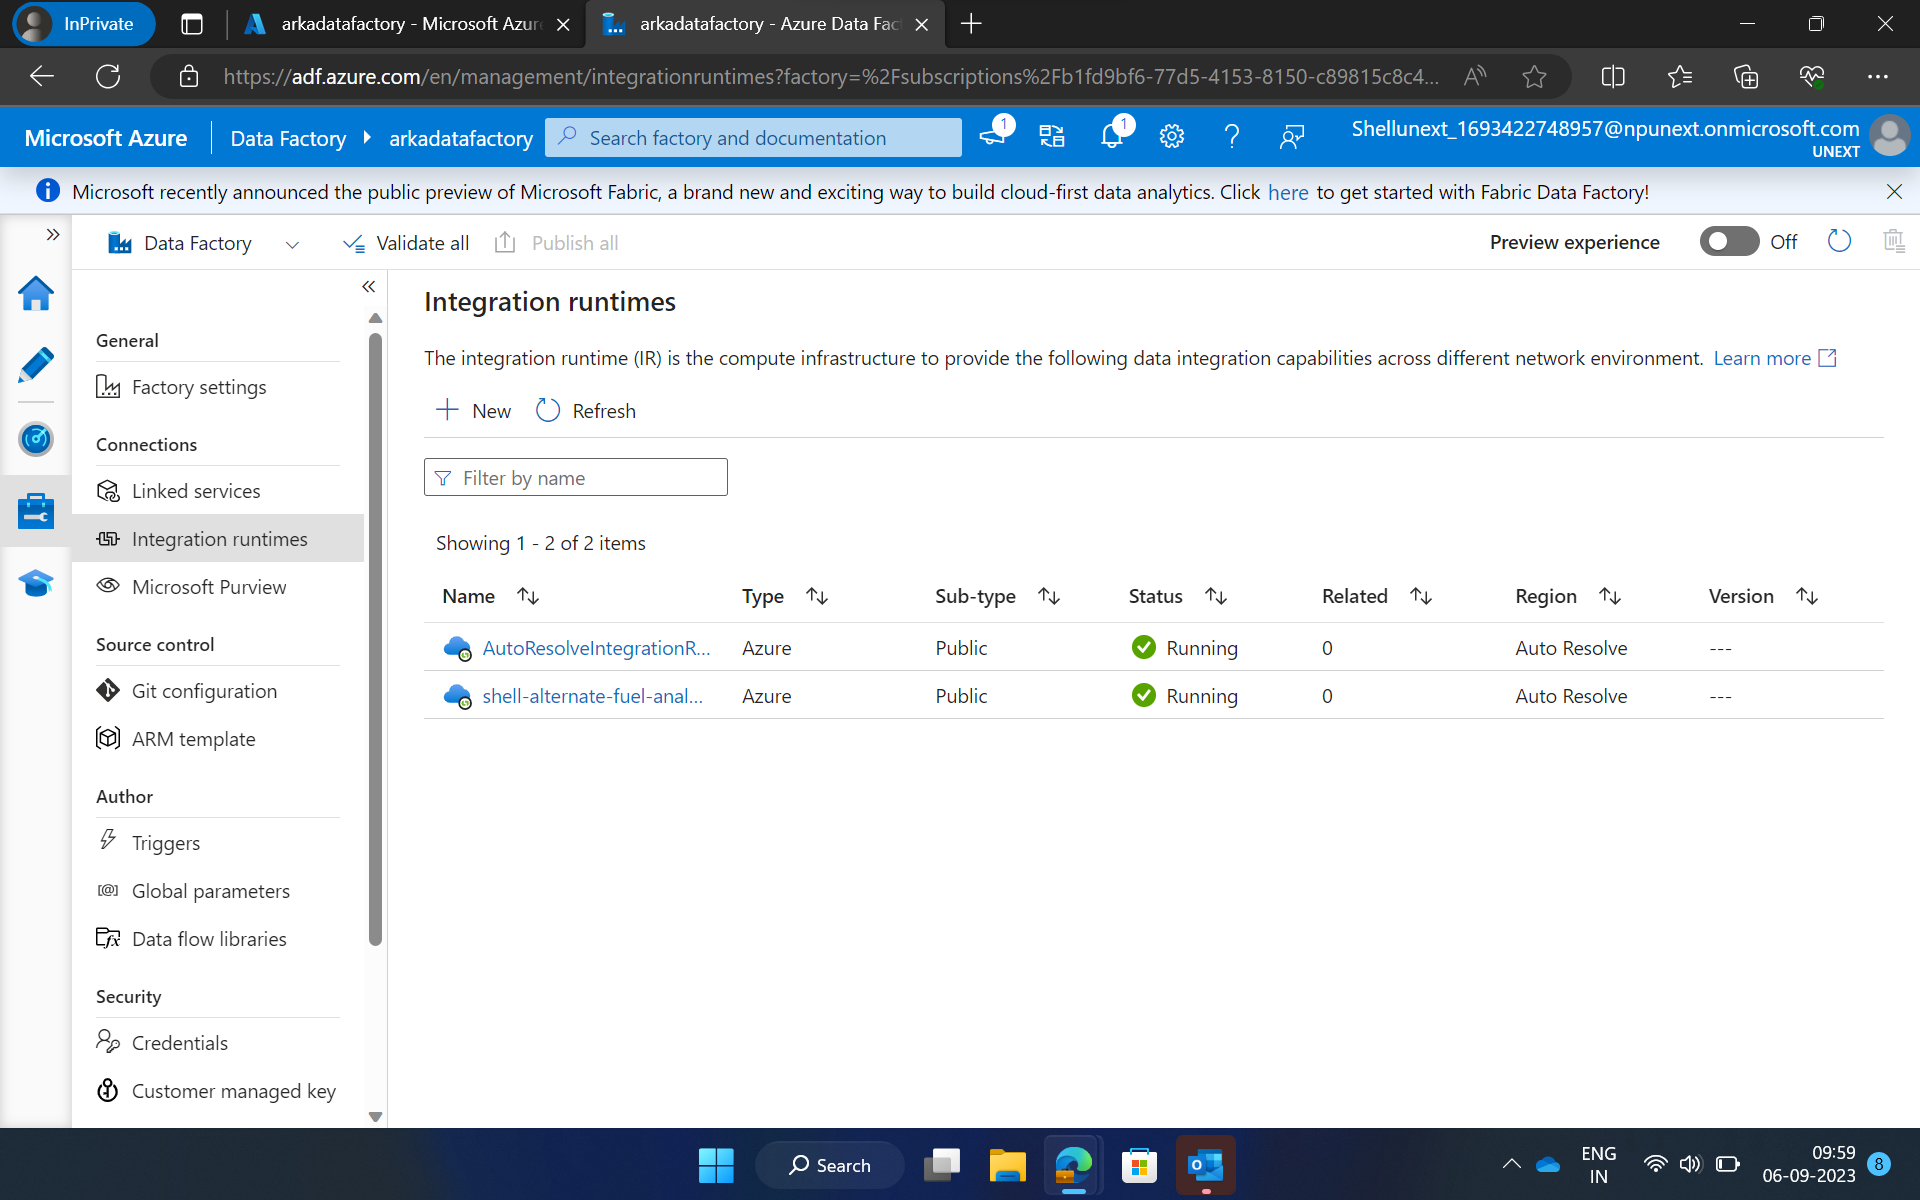 InPrivate
arkadatafactory - Microsoft Azur
arkadatafactory - Azure Data Fac
https://adf.azure.com/en/management/integrationruntimes?factory=%2Fsubscriptions%2Fb1fd9bf6-77d5-4153-8150-c89815c8c4...
Microsoft Azure
Data Factory
arkadatafactory
Search factory and documentation
1
1
Shellunext_1693422748957@npunext.onmicrosoft.com
UNEXT
Microsoft recently announced the public preview of Microsoft Fabric, a brand new and exciting way to build cloud-first data analytics. Click here to get started with Fabric Data Factory!
Data Factory
Validate all
Publish all
Preview experience
Off
General
Factory settings
Connections
Linked services
Integration runtimes
Microsoft Purview
Source control
Git configuration
ARM template
Author
Triggers
Global parameters
Data flow libraries
Security
Credentials
Customer managed key
Integration runtimes
The integration runtime (IR) is the compute infrastructure to provide the following data integration capabilities across different network environment. Learn more
New
Refresh
Filter by name
Showing 1 - 2 of 2 items
Name Type Sub-type Status Related Region Version
AutoResolveIntegrationR... Azure Public Running 0 Auto Resolve ---
shell-alternate-fuel-anal... Azure Public Running 0 Auto Resolve ---
Search
ENG
IN
09:59
06-09-2023
8